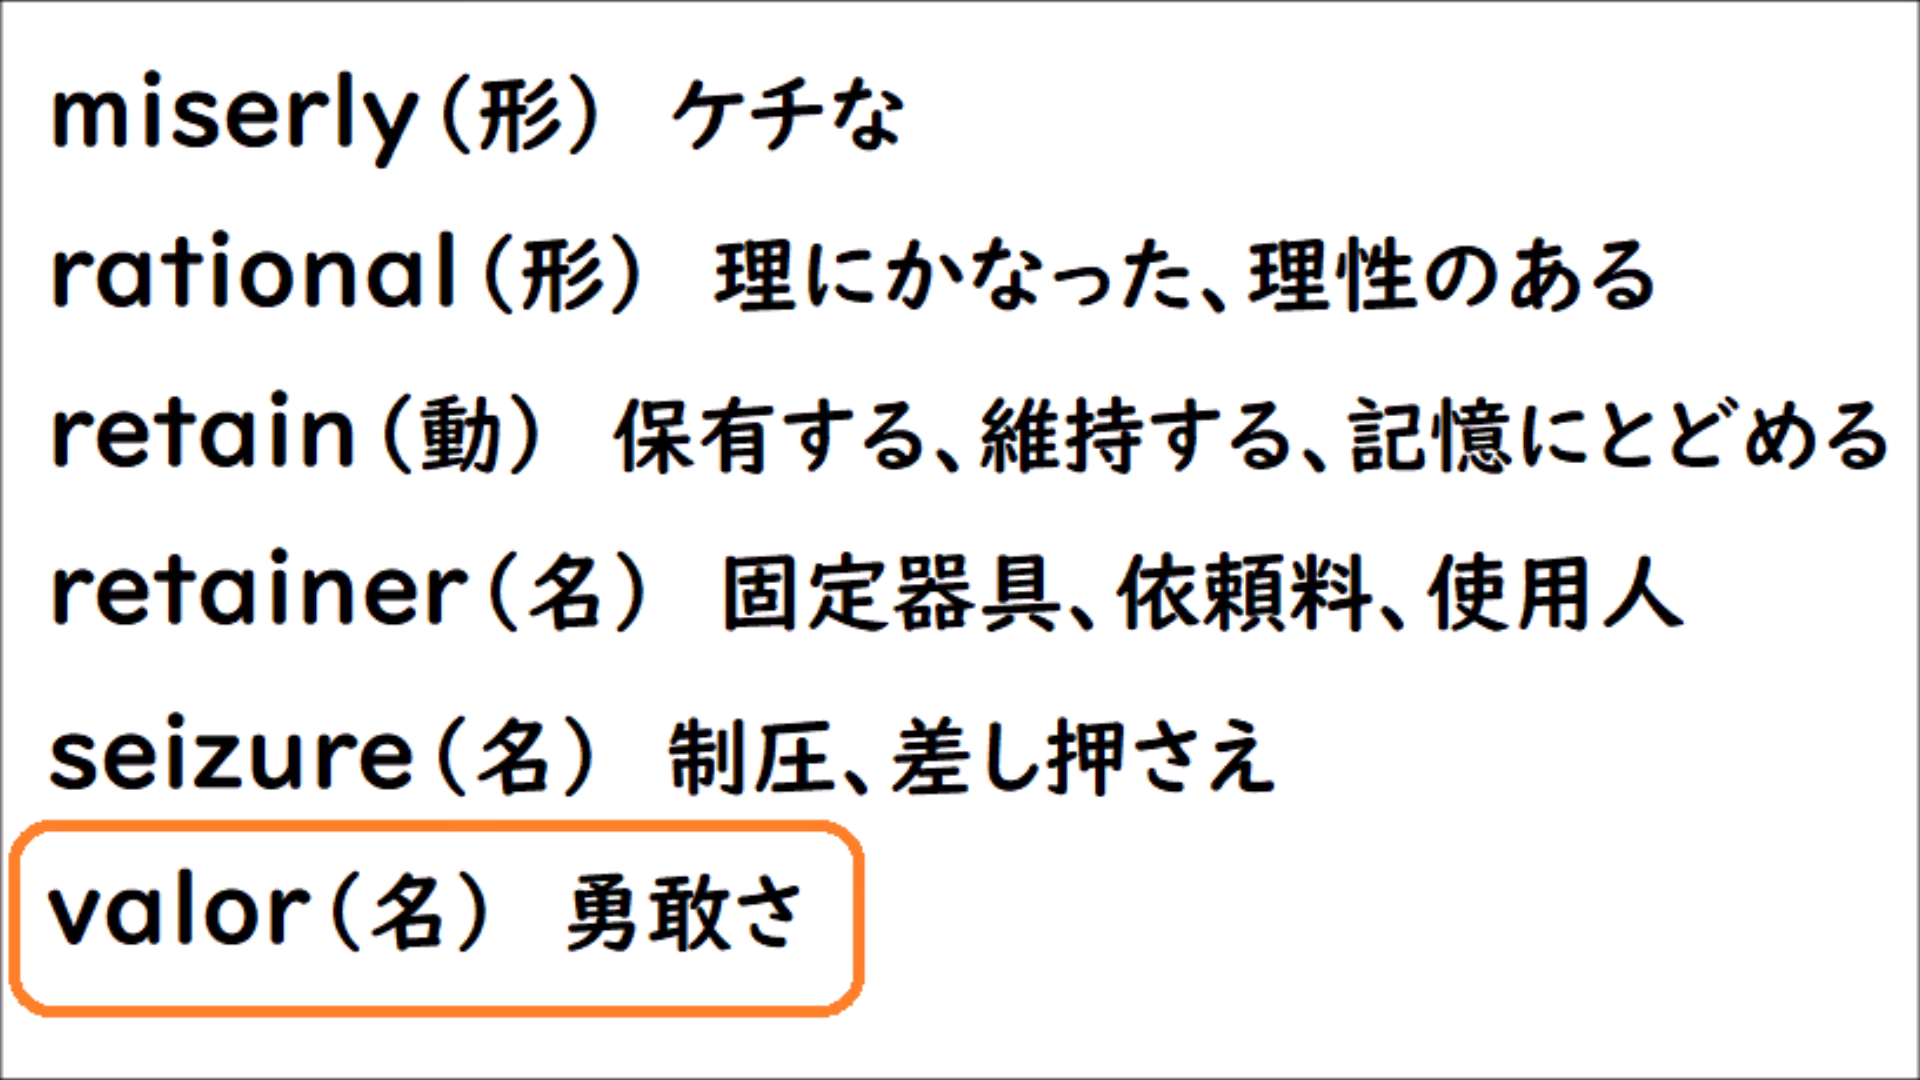 miserly（形）　ケチな
rational（形）　理にかなった、理性のある
retain（動）　保有する、維持する、記憶にとどめる
retainer（名）　固定器具、依頼料、使用人
seizure（名）　制圧、差し押さえ
valor（名）　勇敢さ